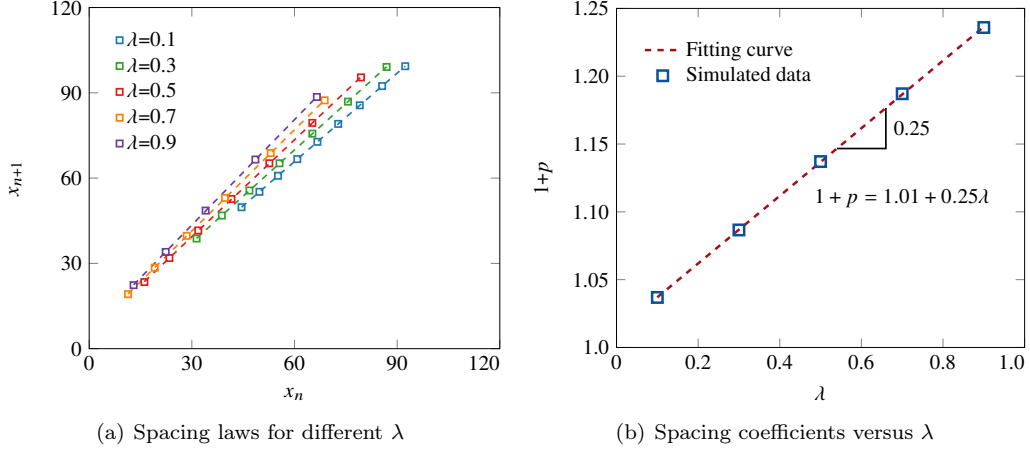 120
90
60
30
0
x_{n+1}
λ=0.1
λ=0.3
λ=0.5
λ=0.7
λ=0.9
0 30 60 90 120
x_n
(a) Spacing laws for different λ
1.25
1.20
1.15
1.10
1.05
1.0
1+p
Fitting curve
Simulated data
0.25
1 + p = 1.01 + 0.25λ
0 0.2 0.4 0.6 0.8 1.0
λ
(b) Spacing coefficients versus λ